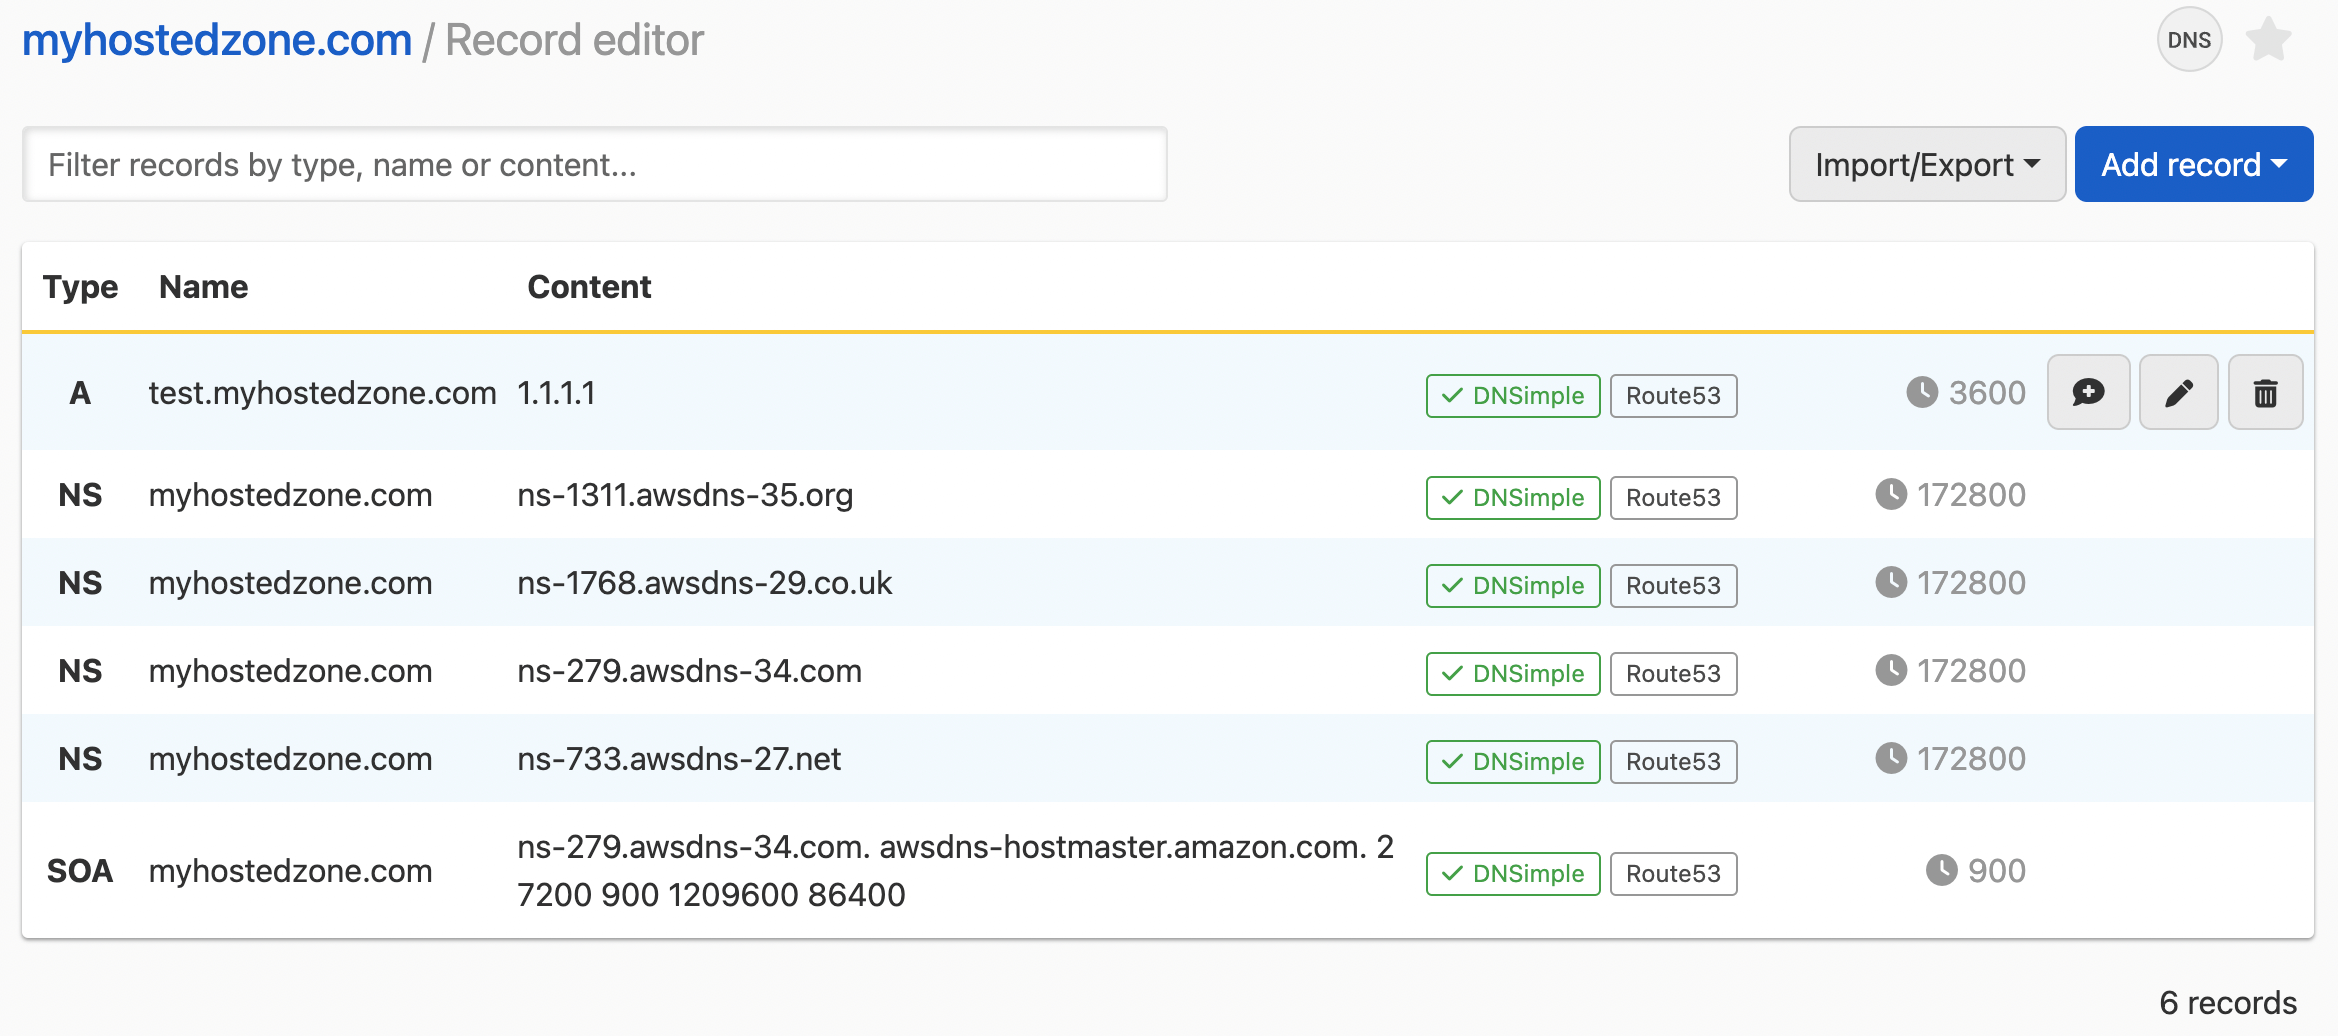 myhostedzone.com / Record editor
DNS
Filter records by type, name or content...
Import/Export
Add record
Type Name Content
A test.myhostedzone.com 1.1.1.1 DNSimple Route53 3600
NS myhostedzone.com ns-1311.awsdns-35.org DNSimple Route53 172800
NS myhostedzone.com ns-1768.awsdns-29.co.uk DNSimple Route53 172800
NS myhostedzone.com ns-279.awsdns-34.com DNSimple Route53 172800
NS myhostedzone.com ns-733.awsdns-27.net DNSimple Route53 172800
SOA myhostedzone.com ns-279.awsdns-34.com. awsdns-hostmaster.amazon.com. 2
7200 900 1209600 86400 DNSimple Route53 900
6 records